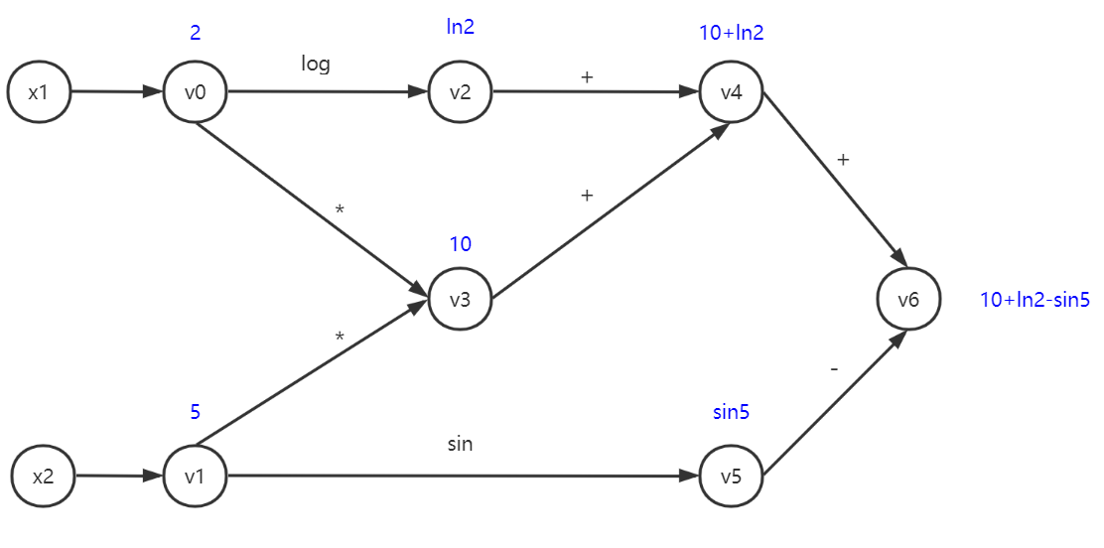 2
ln2
10+ln2
log
+
x1
v0
v2
v4
+
+
*
10
v3
v6
10+ln2-sin5
*
-
5
sin5
sin
x2
v1
v5